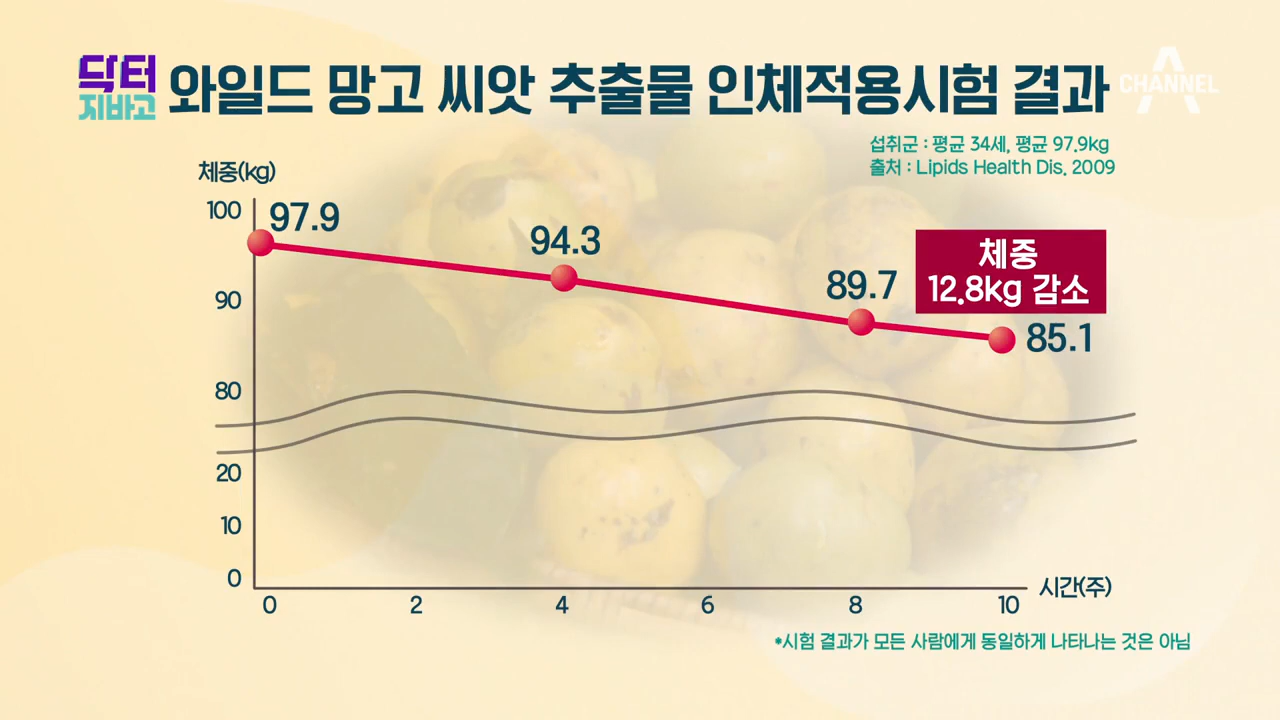 닥터
지바고
와일드 망고 씨앗 추출물 인체적용시험 결과
CHANNEL A
섭취군 : 평균 34세, 평균 97.9kg
출처 : Lipids Health Dis. 2009
체중(kg)
100
97.9
94.3
체중
12.8kg 감소
89.7
90
85.1
80
20
10
0
0 2 4 6 8 10
시간(주)
*시험 결과가 모든 사람에게 동일하게 나타나는 것은 아님